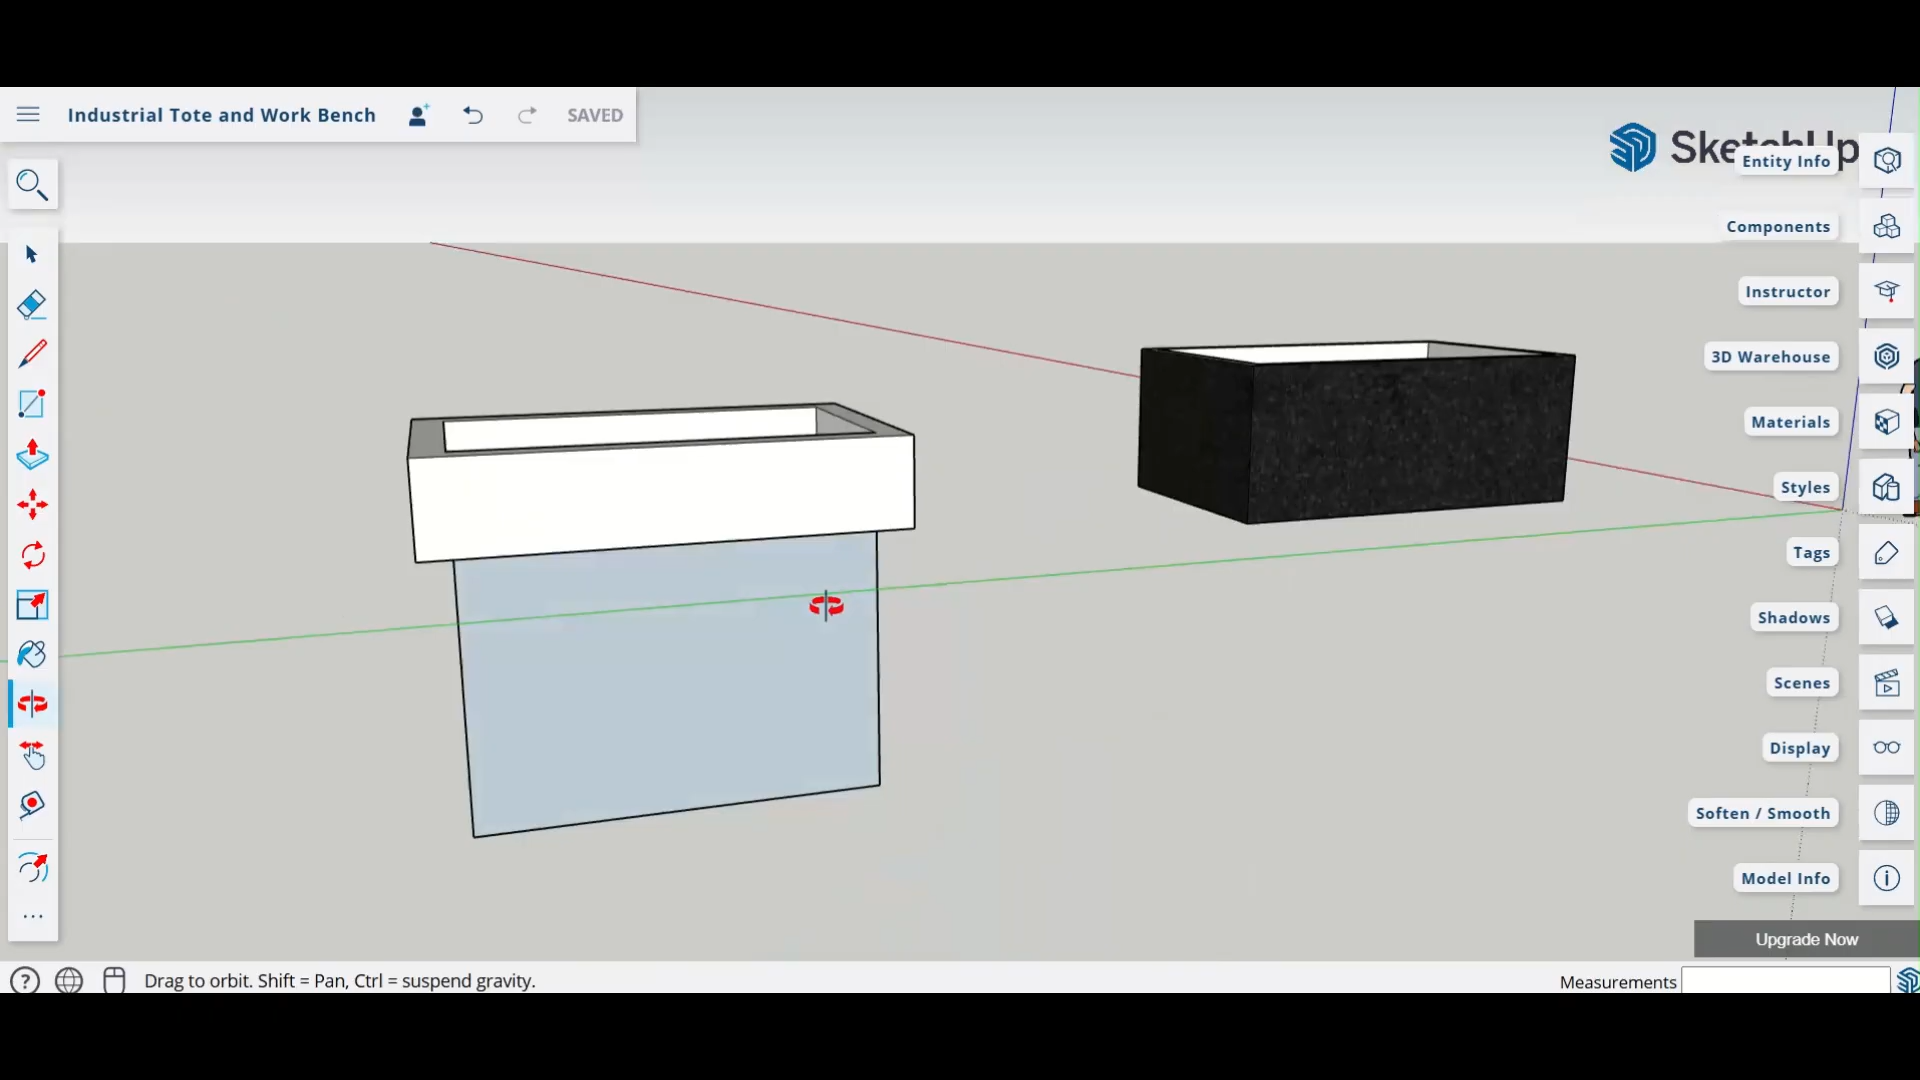 Industrial Tote and Work Bench
SAVED
SketchUp
Entity Info
Components
Instructor
3D Warehouse
Materials
Styles
Tags
Shadows
Scenes
Display
Soften / Smooth
Model Info
Upgrade Now
Drag to orbit. Shift = Pan, Ctrl = suspend gravity.
Measurements